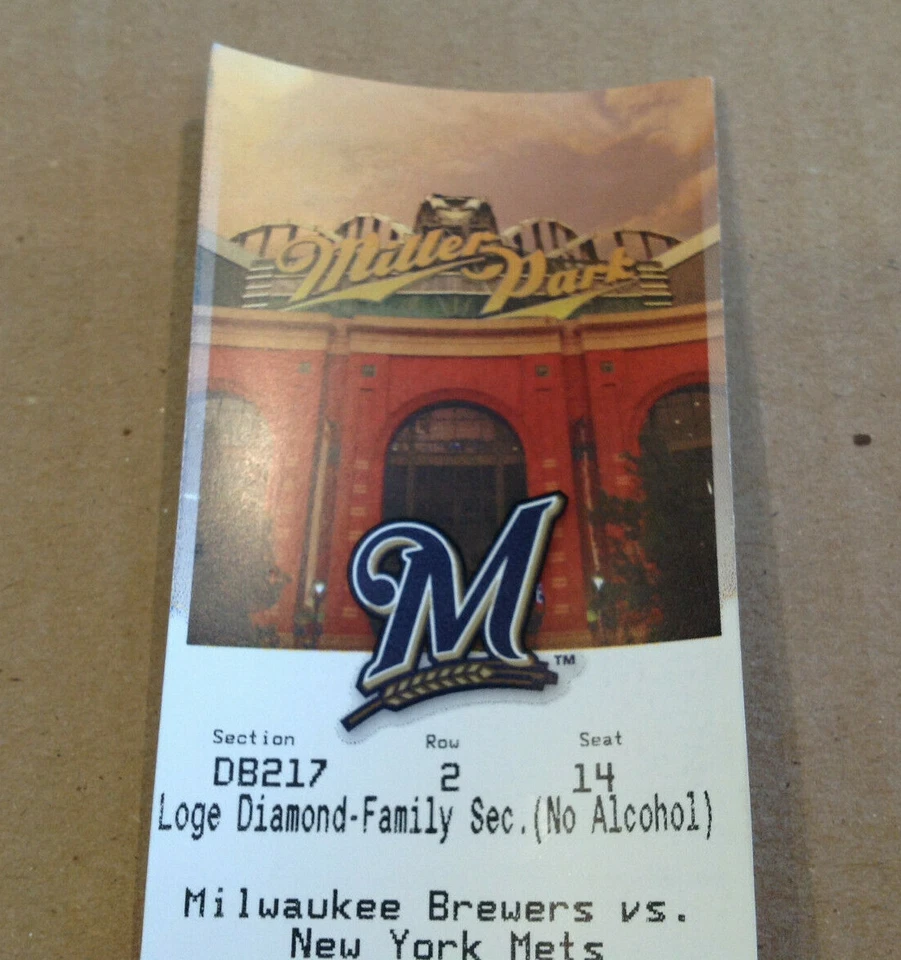 Miller Park
M
TM
Section Row Seat
DB217 2 14
Loge Diamond-Family Sec.(No Alcohol)
Milwaukee Brewers vs.
New York Mets